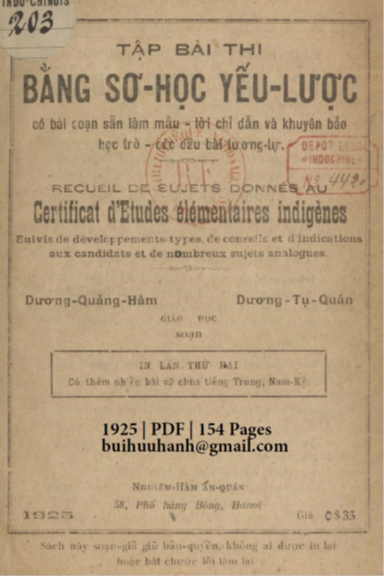 INDO-CHINOIS
203
TẬP BÀI THI
BẰNG SƠ-HỌC YẾU-LƯỢC
có bài soạn sẵn làm mẫu - lời chỉ dẫn và khuyên bảo
học trò - các đầu bài tương-tự.
DEPOT LEGAL
INDOCHINE
Nº 4420
RECUEIL DE SUJETS DONNÉS AU
Certificat d'Etudes élémentaires indigènes
Suivis de développements-types, de conseils et d'indications
aux candidats et de nombreux sujets analogues.
Dương-Quảng-Hàm Dương-Tụ-Quán
GIÁO HỌC
SOẠN
IN LẦN THỨ HAI
Có thêm nhiều bài và chua tiếng Trung, Nam-Kỳ.
1925 | PDF | 154 Pages
buihuuhanh@gmail.com
NGHIÊM-HÀM ẤN-QUÁN
58, Phố hàng Bông, Hanoi
1925 Giá 0$35
Sách này soạn-giả giữ bản-quyền, không ai được in lại
hoặc bắt chước lối làm lại